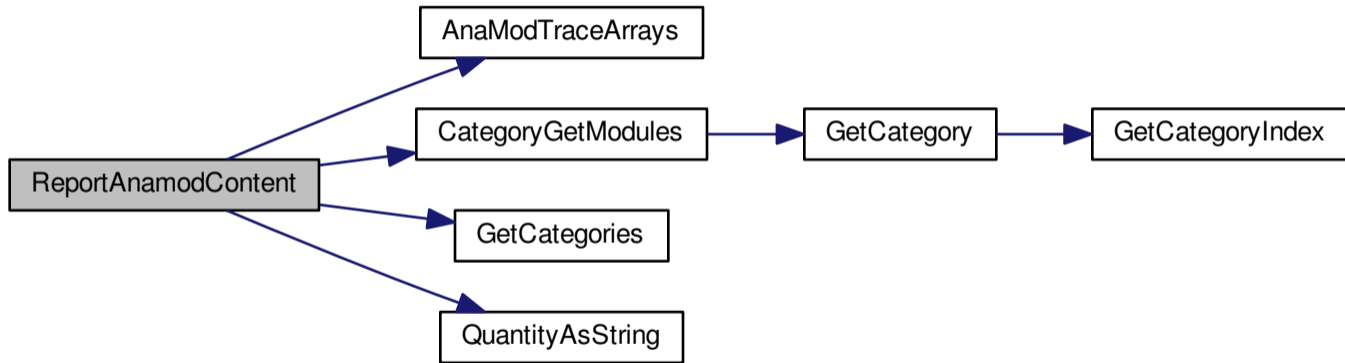 AnaModTraceArrays
CategoryGetModules
GetCategory
GetCategoryIndex
ReportAnamodContent
GetCategories
QuantityAsString